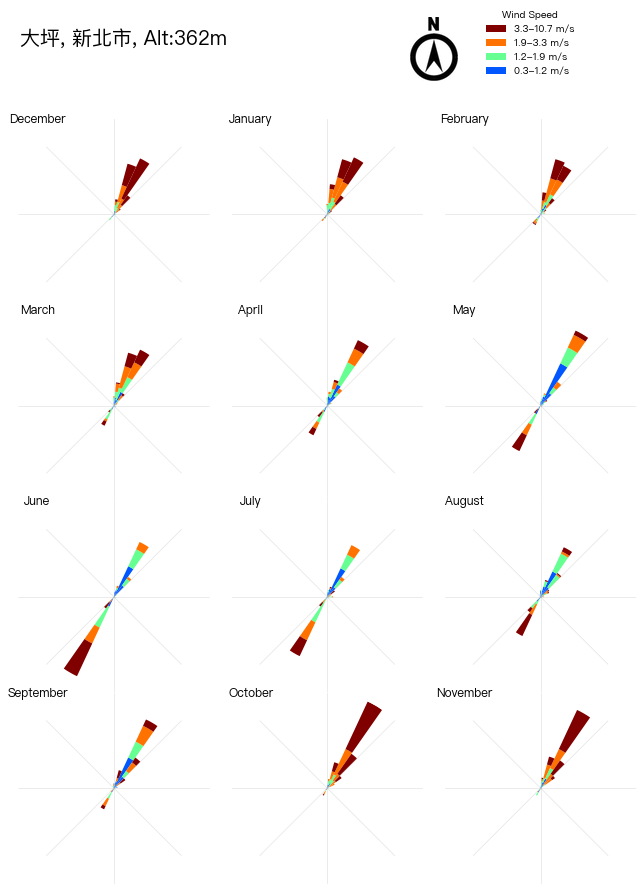 大坪, 新北市, Alt:362m
N
Wind Speed
3.3–10.7 m/s
1.9–3.3 m/s
1.2–1.9 m/s
0.3–1.2 m/s
December
January
February
March
April
May
June
July
August
September
October
November